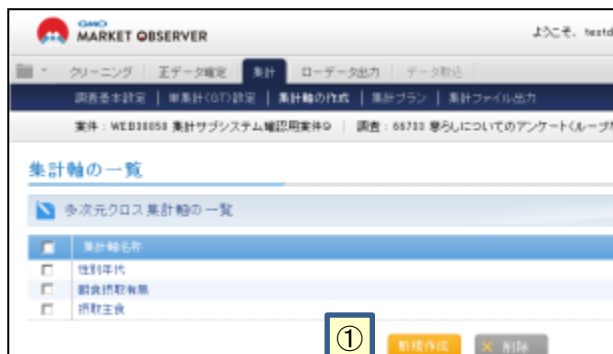 GMO
MARKET OBSERVER
ようこそ、testd
クリーニング 正データ確定 集計 ローデータ出力 データ取込
調査基本設定 | 単集計(GT)設定 | 集計軸の作成 | 集計プラン | 集計ファイル出力
案件：WEB38058 集計サブシステム確認用案件9 | 調査：66783 暮らしについてのアンケート(ループ
集計軸の一覧
多次元クロス集計軸の一覧
集計軸名称
性別年代
朝食摂取有無
摂取主食
①
新規作成 × 削除